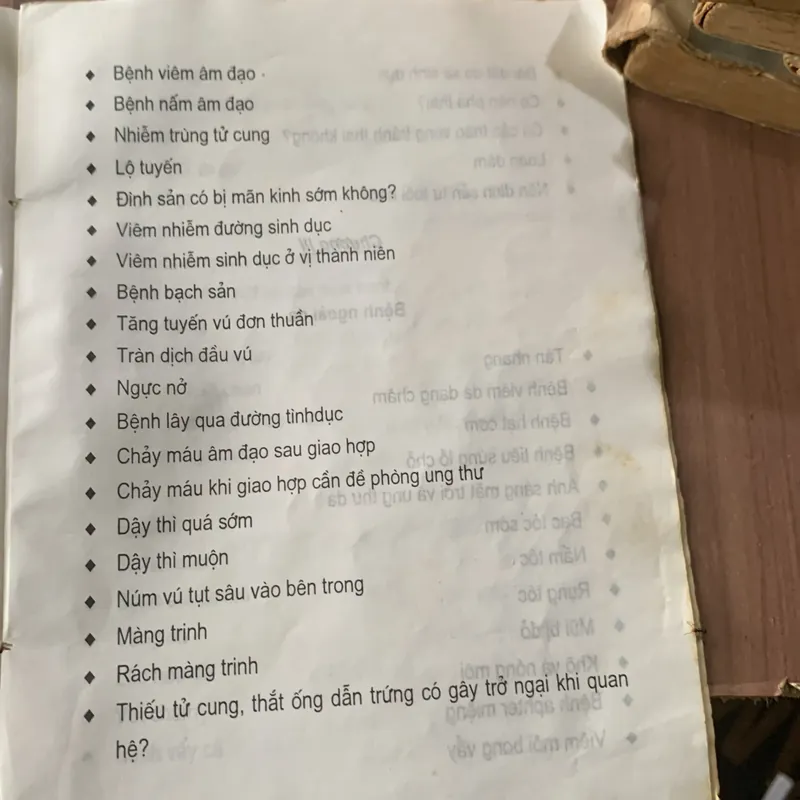 ◆ Bệnh viêm âm đạo
◆ Bệnh nấm âm đạo
◆ Nhiễm trùng tử cung
◆ Lộ tuyến
◆ Đình sản có bị mãn kinh sớm không?
◆ Viêm nhiễm đường sinh dục
◆ Viêm nhiễm sinh dục ở vị thành niên
◆ Bệnh bạch sản
◆ Tăng tuyến vú đơn thuần
◆ Tràn dịch đầu vú
◆ Ngực nở
◆ Bệnh lây qua đường tìnhdục
◆ Chảy máu âm đạo sau giao hợp
◆ Chảy máu khi giao hợp cần đề phòng ung thư
◆ Dậy thì quá sớm
◆ Dậy thì muộn
◆ Núm vú tụt sâu vào bên trong
◆ Màng trinh
◆ Rách màng trinh
◆ Thiếu tử cung, thắt ống dẫn trứng có gây trở ngại khi quan
hệ?